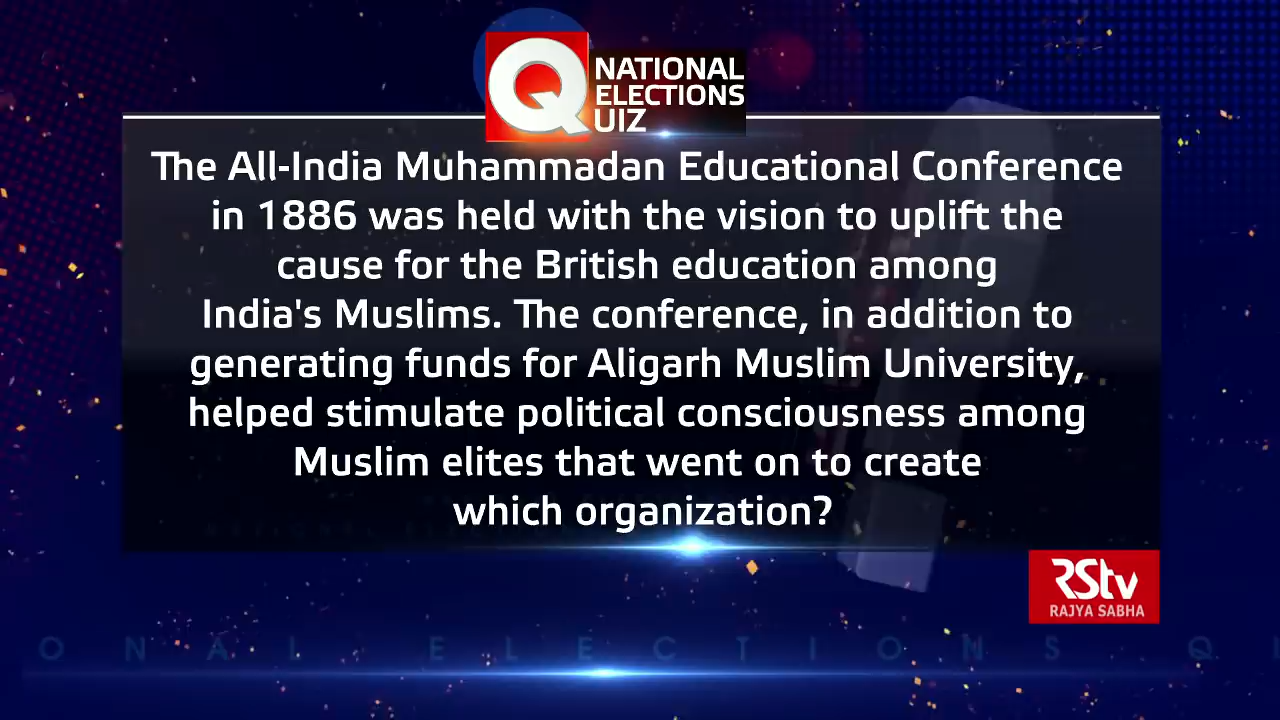 Q NATIONAL
ELECTIONS
UIZ
The All-India Muhammadan Educational Conference
in 1886 was held with the vision to uplift the
cause for the British education among
India's Muslims. The conference, in addition to
generating funds for Aligarh Muslim University,
helped stimulate political consciousness among
Muslim elites that went on to create
which organization?
RStv
RAJYA SABHA
O N A L E L E C T I O N S Q